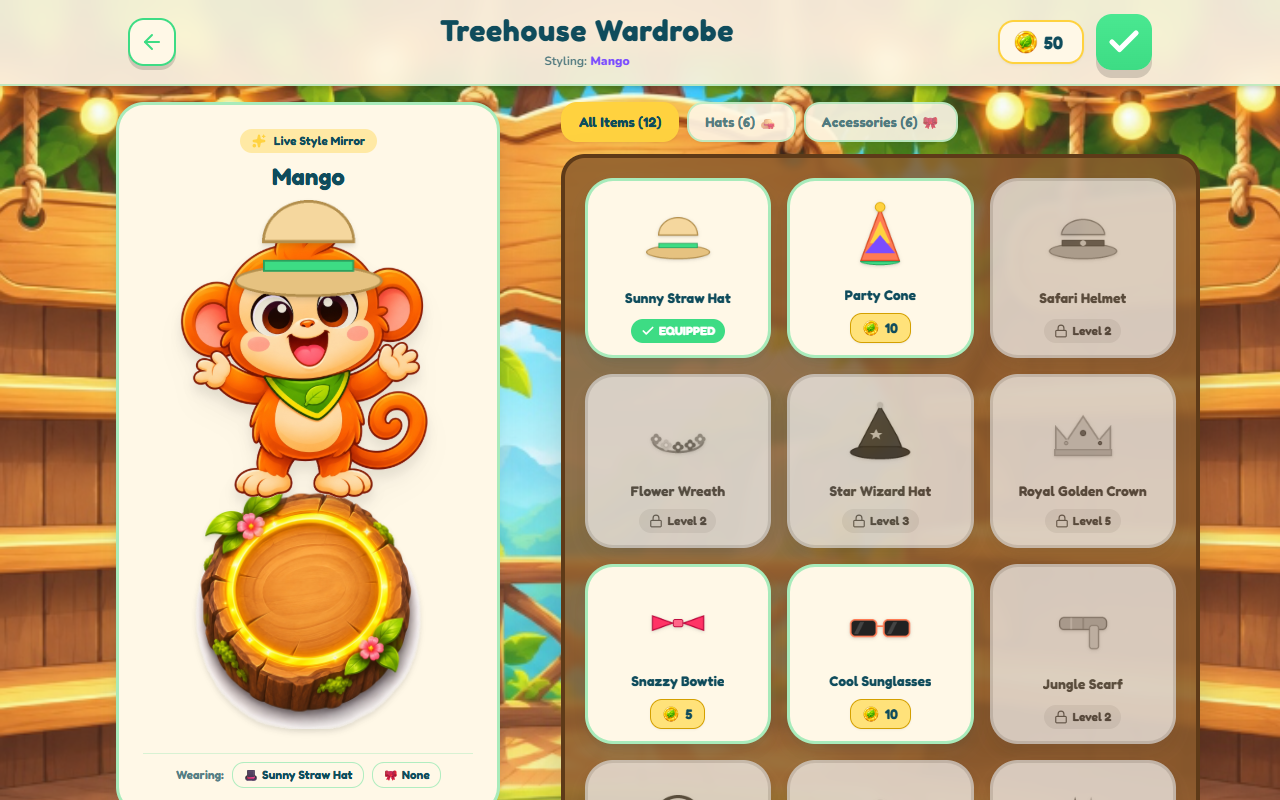 Treehouse Wardrobe
Styling: Mango
50
Live Style Mirror
Mango
Wearing: Sunny Straw Hat None
All Items (12) Hats (6) Accessories (6)
Sunny Straw Hat
EQUIPPED
Party Cone
10
Safari Helmet
Level 2
Flower Wreath
Level 2
Star Wizard Hat
Level 3
Royal Golden Crown
Level 5
Snazzy Bowtie
5
Cool Sunglasses
10
Jungle Scarf
Level 2